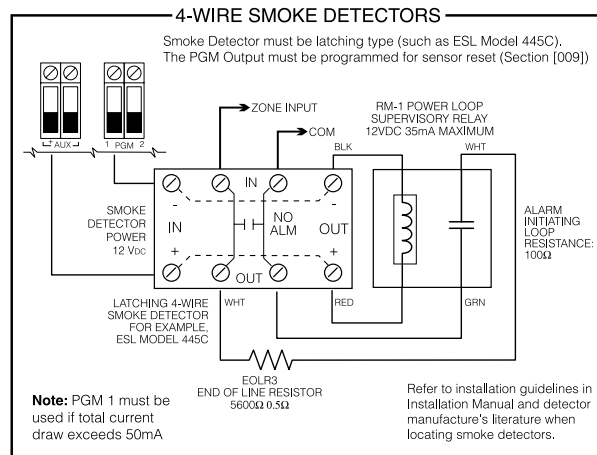 4-WIRE SMOKE DETECTORS
Smoke Detector must be latching type (such as ESL Model 445C).
The PGM Output must be programmed for sensor reset (Section [009])
+ AUX -
1 PGM 2
ZONE INPUT
COM
RM-1 POWER LOOP
SUPERVISORY RELAY
12VDC 35mA MAXIMUM
BLK
WHT
SMOKE
DETECTOR
POWER
12 VDC
IN
-
-
IN
NO
ALM
OUT
+
+
OUT
ALARM
INITIATING
LOOP
RESISTANCE:
100Ω
LATCHING 4-WIRE
SMOKE DETECTOR
FOR EXAMPLE,
ESL MODEL 445C
WHT
RED
GRN
EOLR3
END OF LINE RESISTOR
5600Ω 0.5Ω
Note: PGM 1 must be
used if total current
draw exceeds 50mA
Refer to installation guidelines in
Installation Manual and detector
manufacture's literature when
locating smoke detectors.